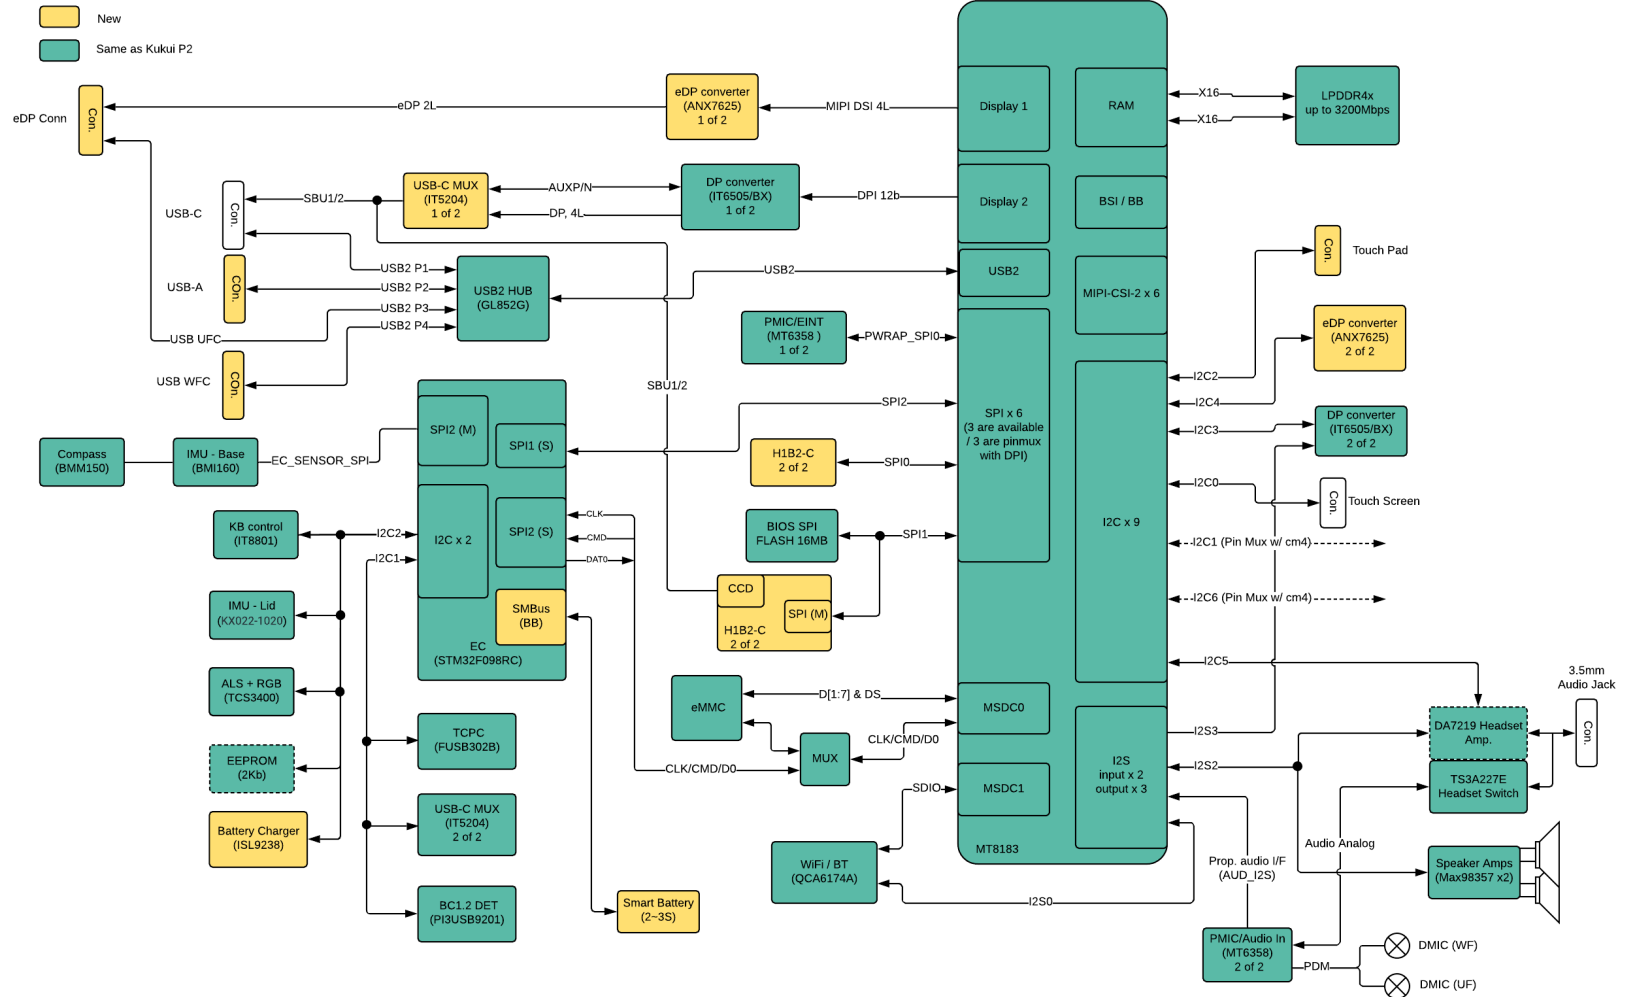 New
Same as Kukui P2
eDP Conn
Con.
eDP 2L
eDP converter
(ANX7625)
1 of 2
MIPI DSI 4L
Display 1
RAM
X16
X16
LPDDR4x
up to 3200Mbps
USB-C
Con.
SBU1/2
USB-C MUX
(IT5204)
1 of 2
AUXP/N
DP, 4L
DP converter
(IT6505/BX)
1 of 2
DPI 12b
Display 2
BSI / BB
USB-A
COn.
USB2 P1
USB2 P2
USB2 P3
USB2 P4
USB2 HUB
(GL852G)
USB2
USB2
MIPI-CSI-2 x 6
Con.
Touch Pad
USB UFC
USB WFC
COn.
SBU1/2
PMIC/EINT
(MT6358 )
1 of 2
PWRAP_SPI0
eDP converter
(ANX7625)
2 of 2
I2C2
I2C4
I2C3
DP converter
(IT6505/BX)
2 of 2
SPI2
SPI x 6
(3 are available
/ 3 are pinmux
with DPI)
SPI2 (M)
SPI1 (S)
Compass
(BMM150)
IMU - Base
(BMI160)
EC_SENSOR_SPI
H1B2-C
2 of 2
SPI0
I2C0
Con.
Touch Screen
KB control
(IT8801)
I2C2
I2C1
I2C x 2
SPI2 (S)
CLK
CMD
DAT0
BIOS SPI
FLASH 16MB
SPI1
I2C x 9
I2C1 (Pin Mux w/ cm4)
I2C6 (Pin Mux w/ cm4)
CCD
SPI (M)
H1B2-C
2 of 2
IMU - Lid
(KX022-1020)
SMBus
(BB)
EC
(STM32F098RC)
I2C5
ALS + RGB
(TCS3400)
eMMC
D[1:7] & DS
MSDC0
3.5mm
Audio Jack
Con.
TCPC
(FUSB302B)
CLK/CMD/D0
MUX
CLK/CMD/D0
I2S3
DA7219 Headset
Amp.
EEPROM
(2Kb)
I2S
input x 2
output x 3
I2S2
TS3A227E
Headset Switch
SDIO
MSDC1
USB-C MUX
(IT5204)
2 of 2
Battery Charger
(ISL9238)
MT8183
Audio Analog
WiFi / BT
(QCA6174A)
Prop. audio I/F
(AUD_I2S)
Speaker Amps
(Max98357 x2)
BC1.2 DET
(PI3USB9201)
Smart Battery
(2~3S)
I2S0
PMIC/Audio In
(MT6358)
2 of 2
PDM
DMIC (WF)
DMIC (UF)